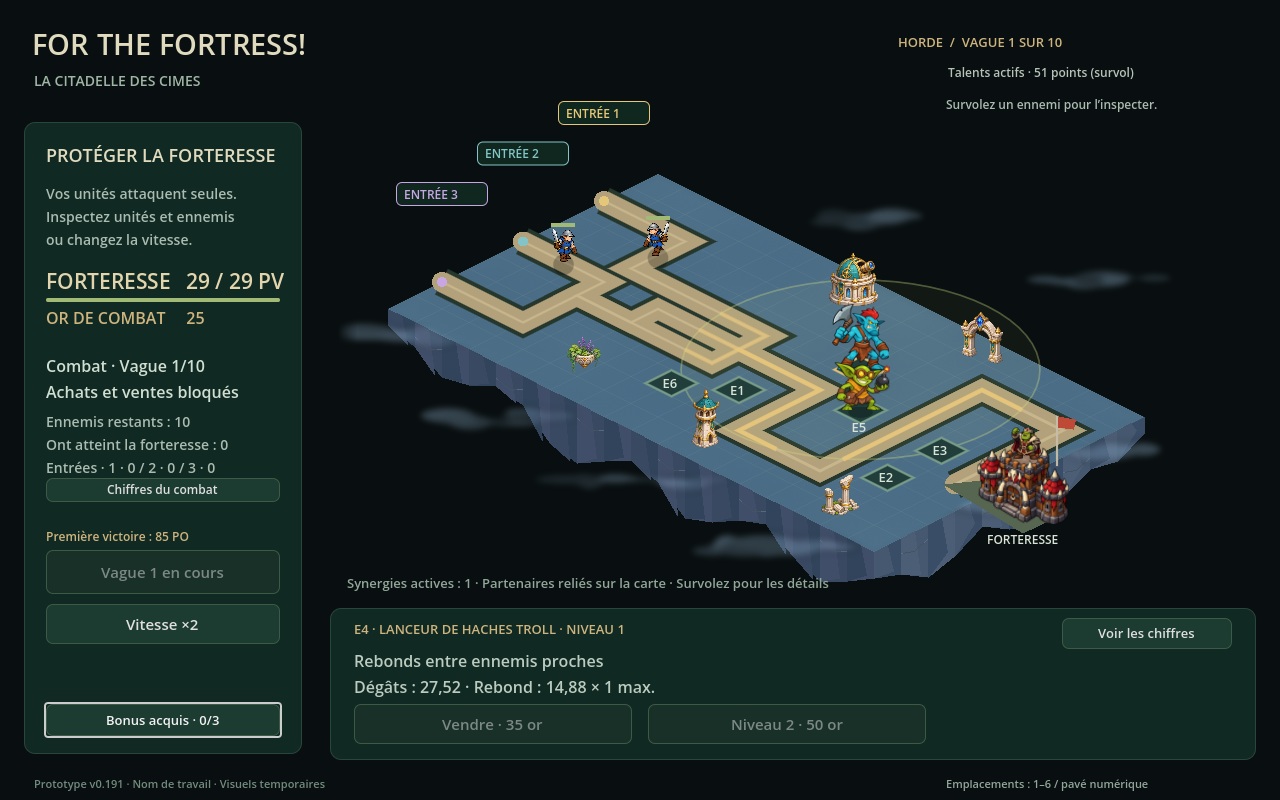 FOR THE FORTRESS!
LA CITADELLE DES CIMES
HORDE / VAGUE 1 SUR 10
Talents actifs · 51 points (survol)
Survolez un ennemi pour l’inspecter.
ENTRÉE 1
ENTRÉE 2
ENTRÉE 3
PROTÉGER LA FORTERESSE
Vos unités attaquent seules.
Inspectez unités et ennemis
ou changez la vitesse.
FORTERESSE 29 / 29 PV
OR DE COMBAT 25
Combat · Vague 1/10
Achats et ventes bloqués
Ennemis restants : 10
Ont atteint la forteresse : 0
Entrées · 1 · 0 / 2 · 0 / 3 · 0
Chiffres du combat
Première victoire : 85 PO
Vague 1 en cours
Vitesse ×2
Bonus acquis · 0/3
E6
E1
E5
E3
E2
FORTERESSE
Synergies actives : 1 · Partenaires reliés sur la carte · Survolez pour les détails
E4 · LANCEUR DE HACHES TROLL · NIVEAU 1
Voir les chiffres
Rebonds entre ennemis proches
Dégâts : 27,52 · Rebond : 14,88 × 1 max.
Vendre · 35 or
Niveau 2 · 50 or
Prototype v0.191 · Nom de travail · Visuels temporaires
Emplacements : 1–6 / pavé numérique